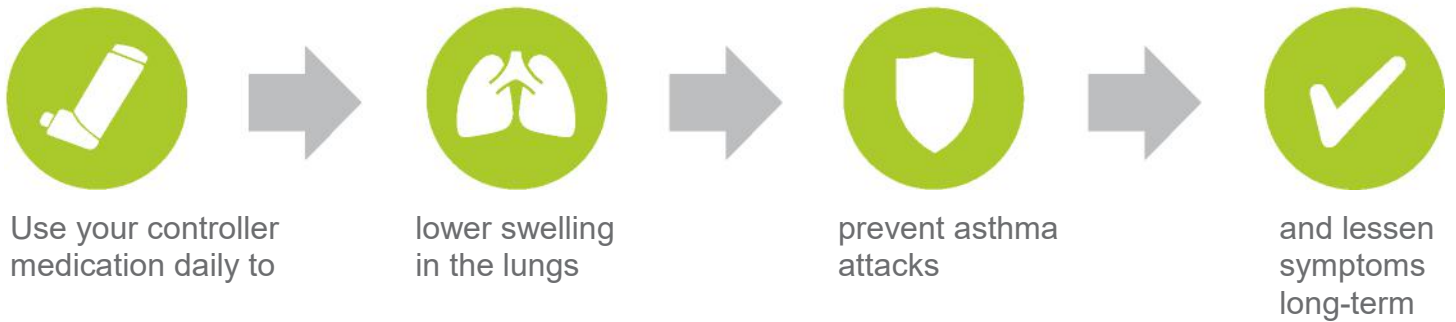 Use your controller
medication daily to
lower swelling
in the lungs
prevent asthma
attacks
and lessen
symptoms
long-term